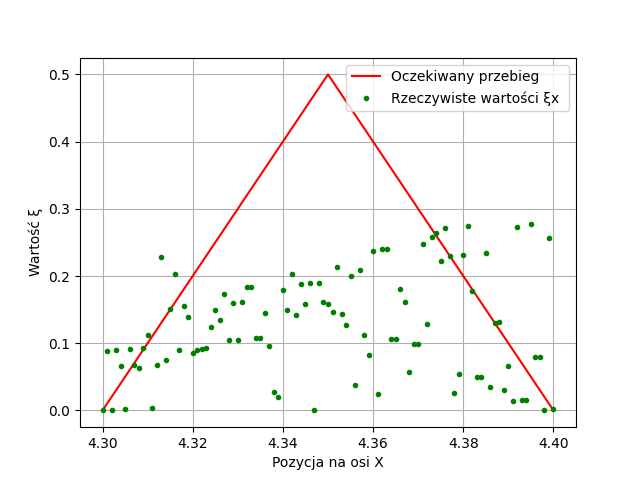 Oczekiwany przebieg
Rzeczywiste wartości ξx
Wartość ξ
0.5
0.4
0.3
0.2
0.1
0.0
4.30 4.32 4.34 4.36 4.38 4.40
Pozycja na osi X